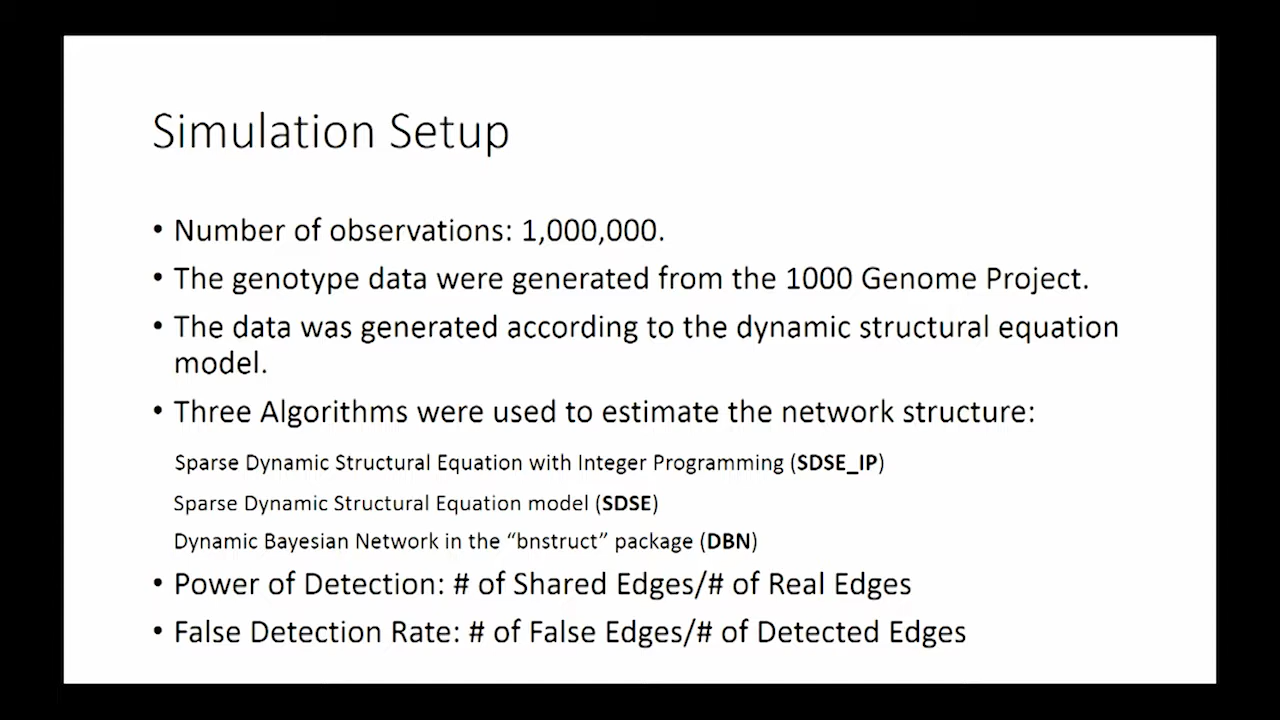 Simulation Setup
• Number of observations: 1,000,000.
• The genotype data were generated from the 1000 Genome Project.
• The data was generated according to the dynamic structural equation
model.
• Three Algorithms were used to estimate the network structure:
Sparse Dynamic Structural Equation with Integer Programming (SDSE_IP)
Sparse Dynamic Structural Equation model (SDSE)
Dynamic Bayesian Network in the “bnstruct” package (DBN)
• Power of Detection: # of Shared Edges/# of Real Edges
• False Detection Rate: # of False Edges/# of Detected Edges